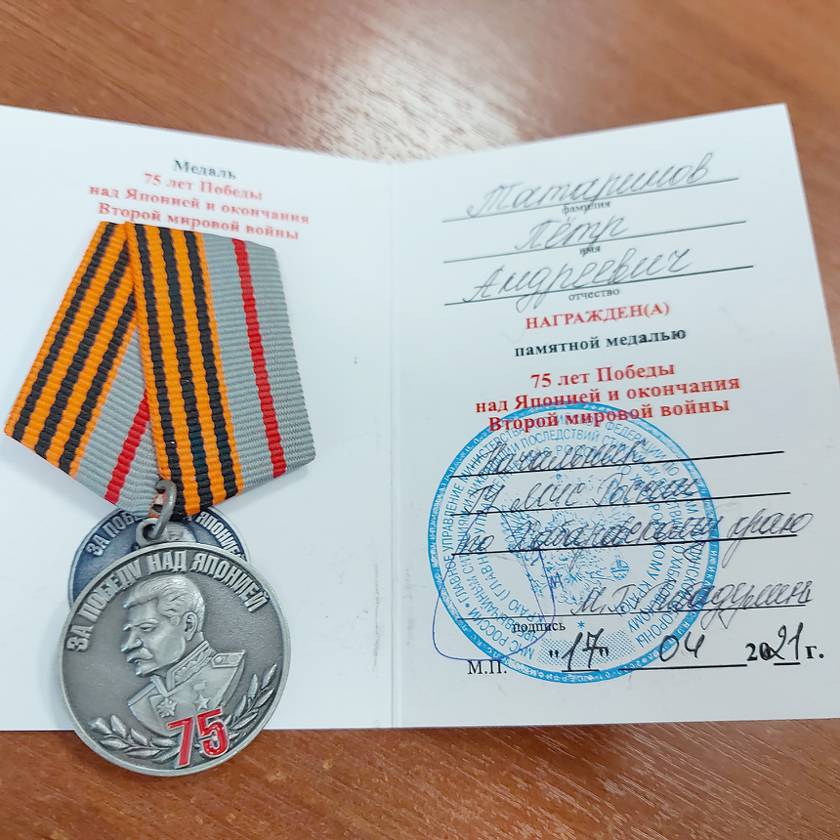 Медаль
75 лет Победы
над Японией и окончания
Второй мировой войны
ЗА ПОБЕДУ НАД ЯПОНИЕЙ
75
Татаринов
фамилия
Пётр
имя
Андреевич
отчество
НАГРАЖДЕН(А)
памятной медалью
75 лет Победы
над Японией и окончания
Второй мировой войны
Начальник
ГУ МЧС России
по Хабаровскому краю
подпись
М.П. "17" 04 2021 г.